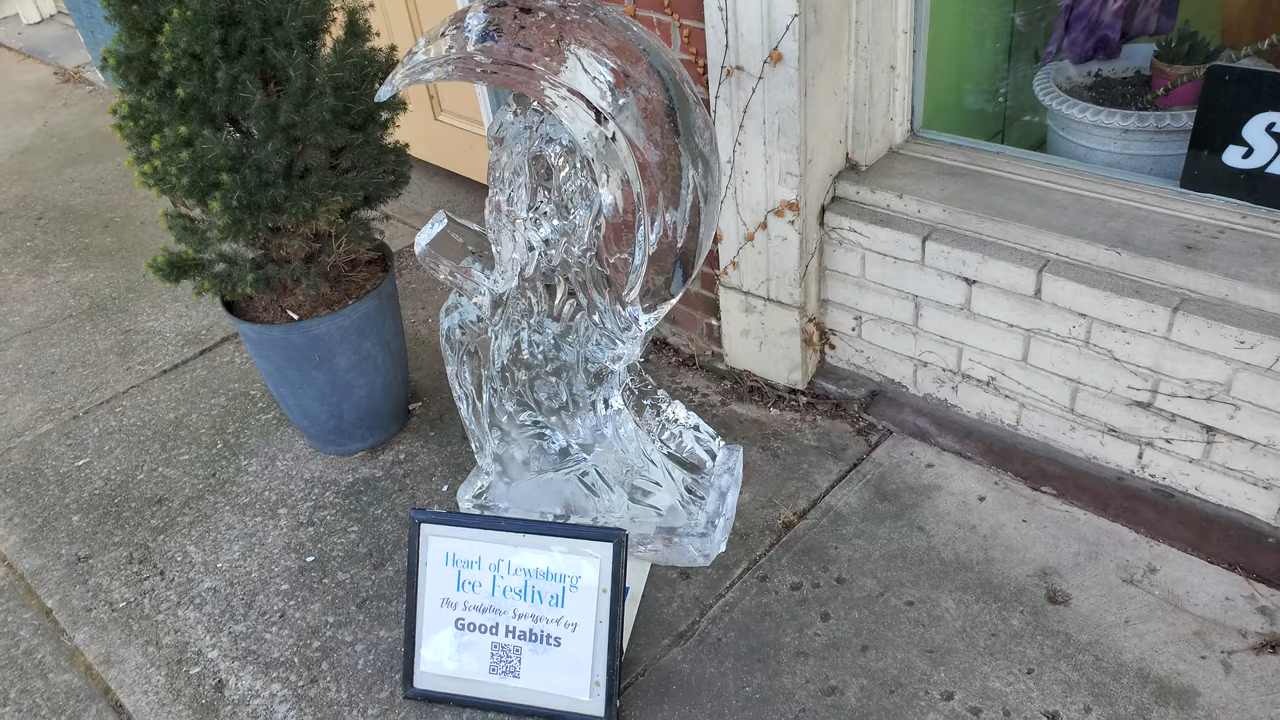 Heart of Lewisburg
Ice Festival
This Sculpture Sponsored by
Good Habits